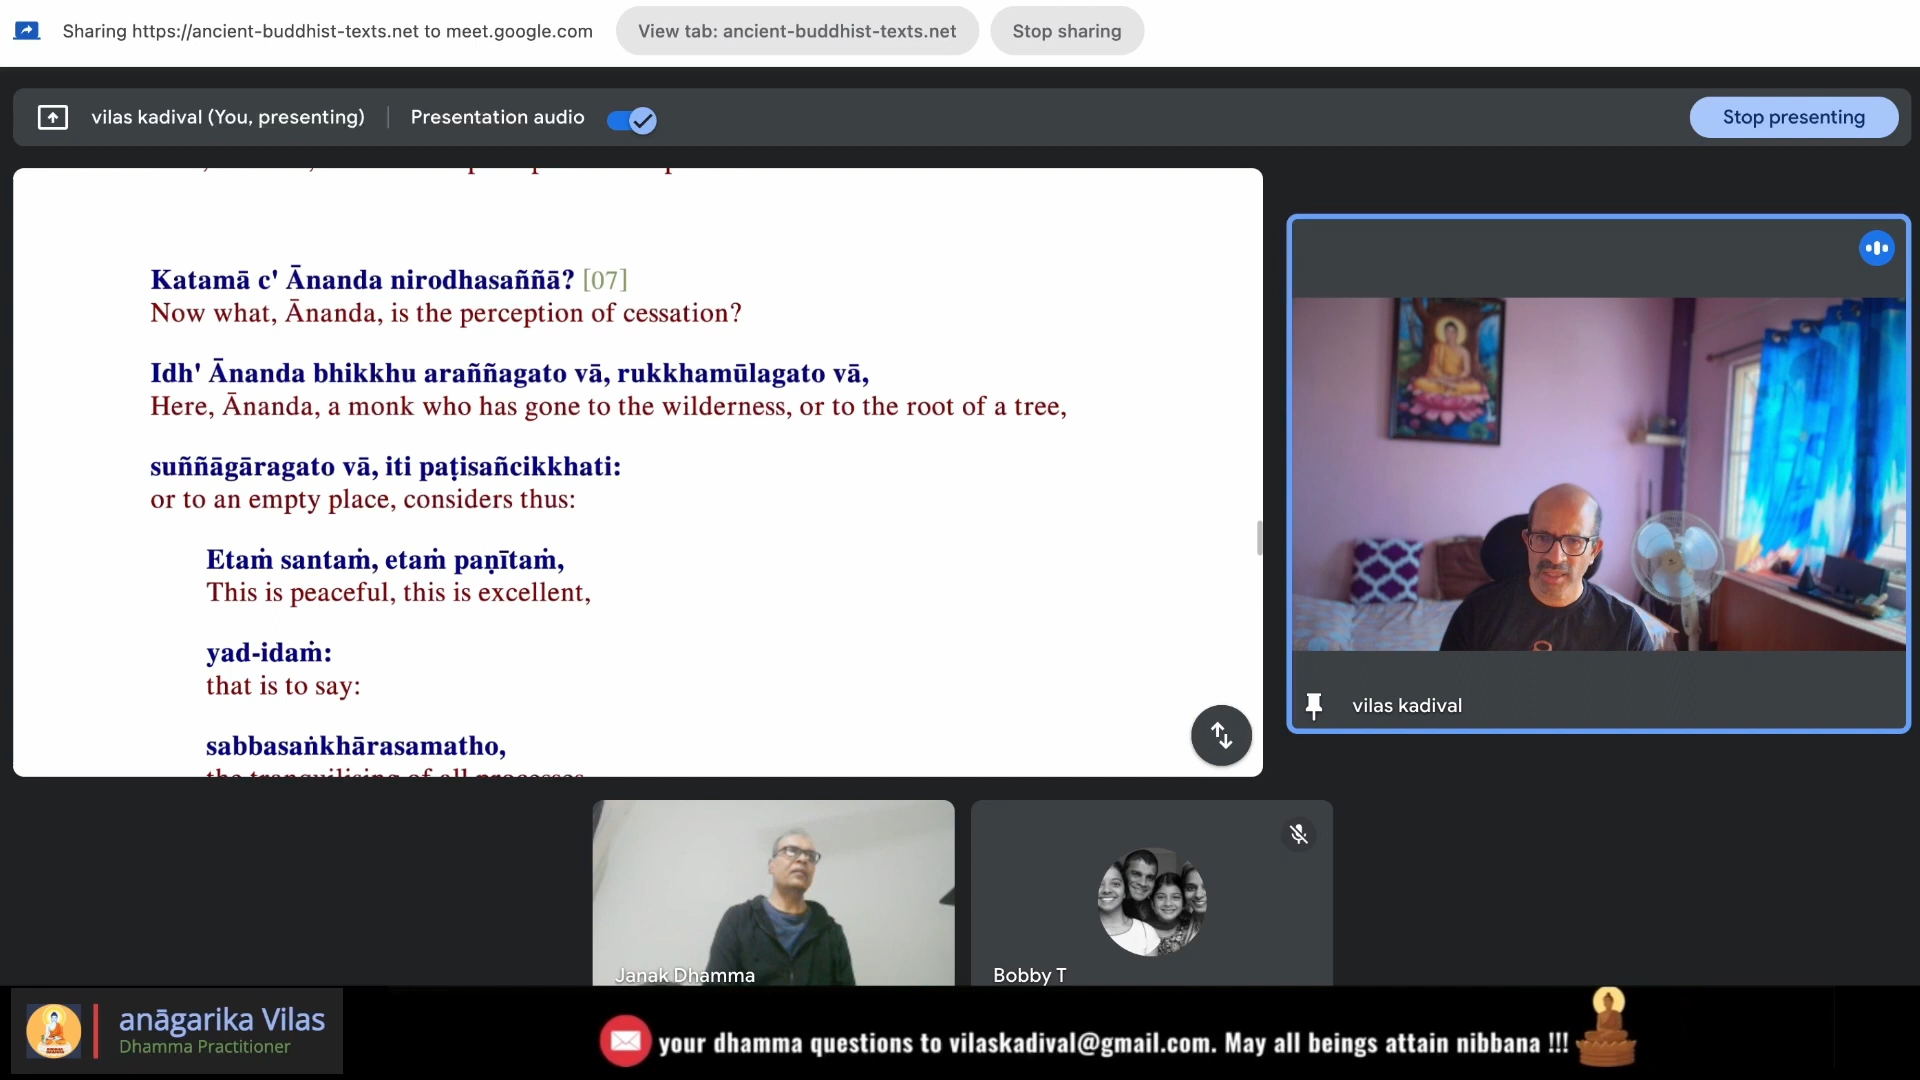 Sharing https://ancient-buddhist-texts.net to meet.google.com
View tab: ancient-buddhist-texts.net
Stop sharing
vilas kadival (You, presenting)
Presentation audio
Stop presenting
Katamā c' Ānanda nirodhasaññā? [07]
Now what, Ānanda, is the perception of cessation?
Idh' Ānanda bhikkhu araññagato vā, rukkhamūlagato vā,
Here, Ānanda, a monk who has gone to the wilderness, or to the root of a tree,
suññāgāragato vā, iti paṭisañcikkhati:
or to an empty place, considers thus:
Etaṁ santaṁ, etaṁ paṇītaṁ,
This is peaceful, this is excellent,
yad-idaṁ:
that is to say:
sabbasaṅkhārasamatho,
the tranquilising of all processes
vilas kadival
Janak Dhamma
Bobby T
anāgarika Vilas
Dhamma Practitioner
your dhamma questions to vilaskadival@gmail.com. May all beings attain nibbana !!!